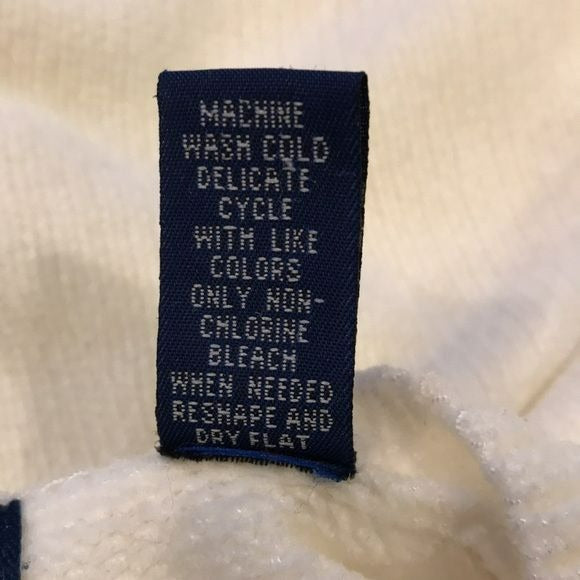 MACHINE
WASH COLD
DELICATE
CYCLE
WITH LIKE
COLORS
ONLY NON-
CHLORINE
BLEACH
WHEN NEEDED
RESHAPE AND
DRY FLAT